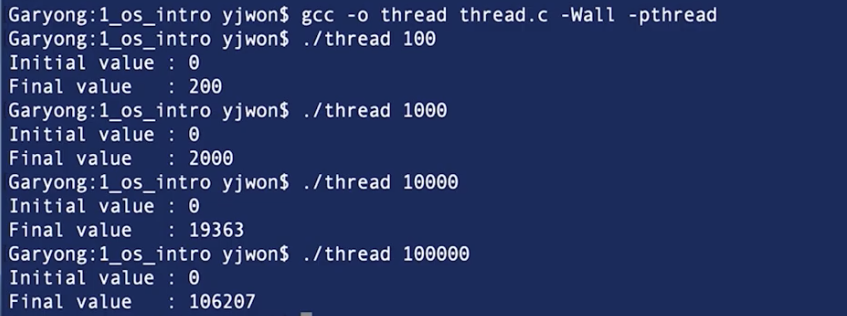 Garyong:1_os_intro yjwon$ gcc -o thread thread.c -Wall -pthread
Garyong:1_os_intro yjwon$ ./thread 100
Initial value : 0
Final value   : 200
Garyong:1_os_intro yjwon$ ./thread 1000
Initial value : 0
Final value   : 2000
Garyong:1_os_intro yjwon$ ./thread 10000
Initial value : 0
Final value   : 19363
Garyong:1_os_intro yjwon$ ./thread 100000
Initial value : 0
Final value   : 106207